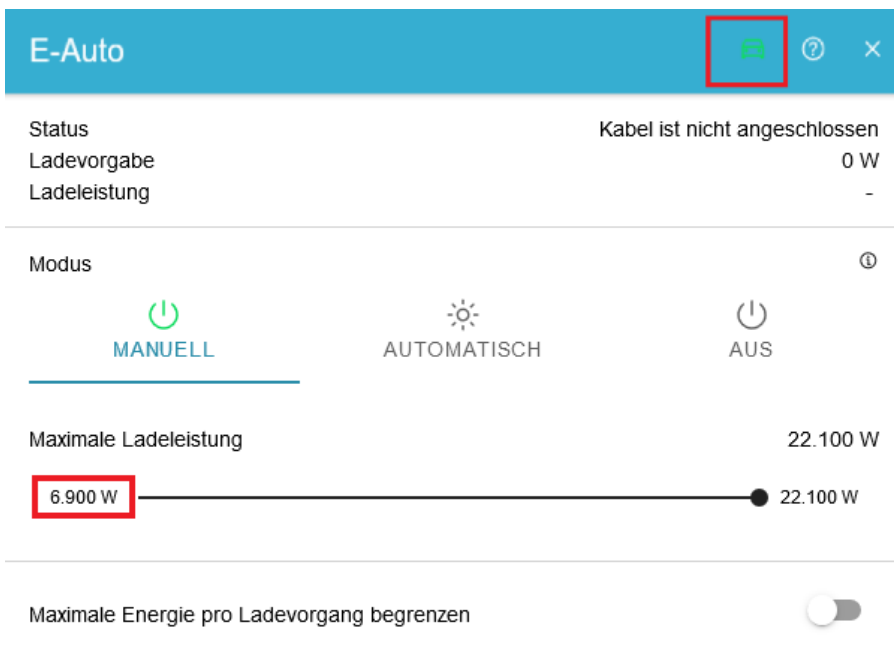 E-Auto
Status Kabel ist nicht angeschlossen
Ladevorgabe 0 W
Ladeleistung -
Modus
MANUELL AUTOMATISCH AUS
Maximale Ladeleistung 22.100 W
6.900 W 22.100 W
Maximale Energie pro Ladevorgang begrenzen